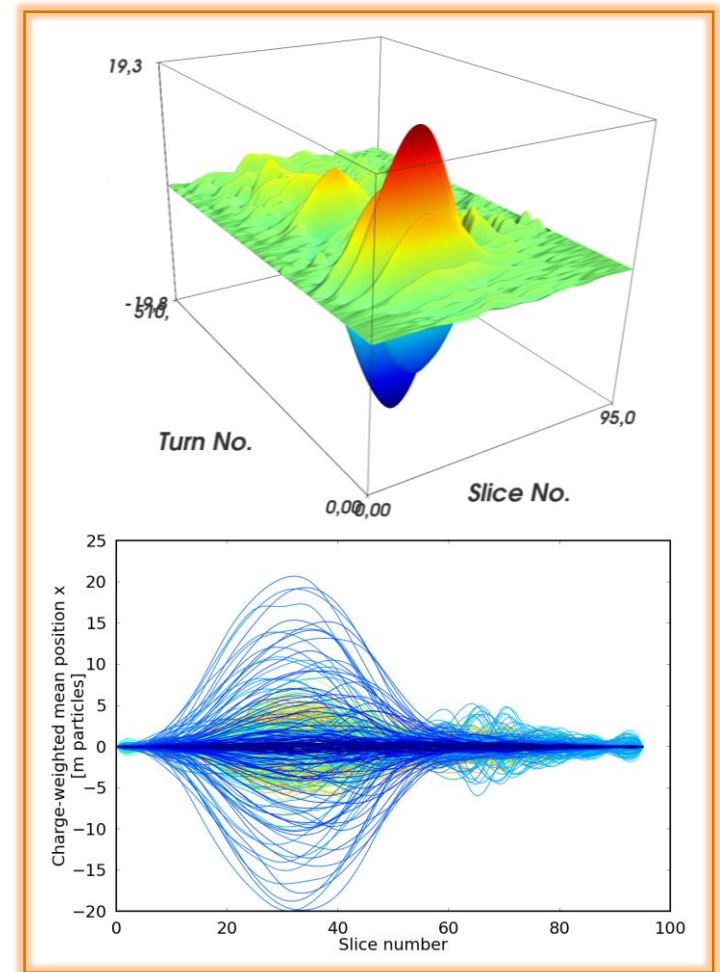 19,3
-19,8
510,
Turn No.
0,00
0,00
Slice No.
95,0
25
20
15
10
5
0
−5
−10
−15
−20
Charge-weighted mean position x
[m particles]
0 20 40 60 80 100
Slice number